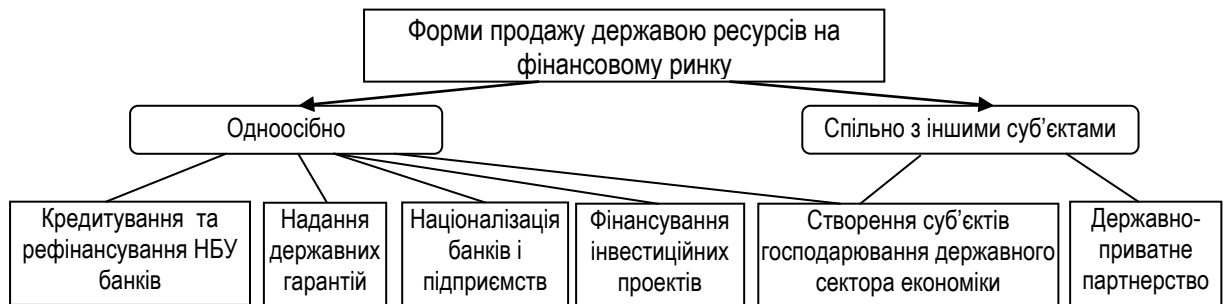 Форми продажу державою ресурсів на
фінансовому ринку
Одноосібно
Спільно з іншими суб’єктами
Кредитування та
рефінансування НБУ
банків
Надання
державних
гарантій
Націоналізація
банків і
підприємств
Фінансування
інвестиційних
проектів
Створення суб’єктів
господарювання державного
сектора економіки
Державно-
приватне
партнерство